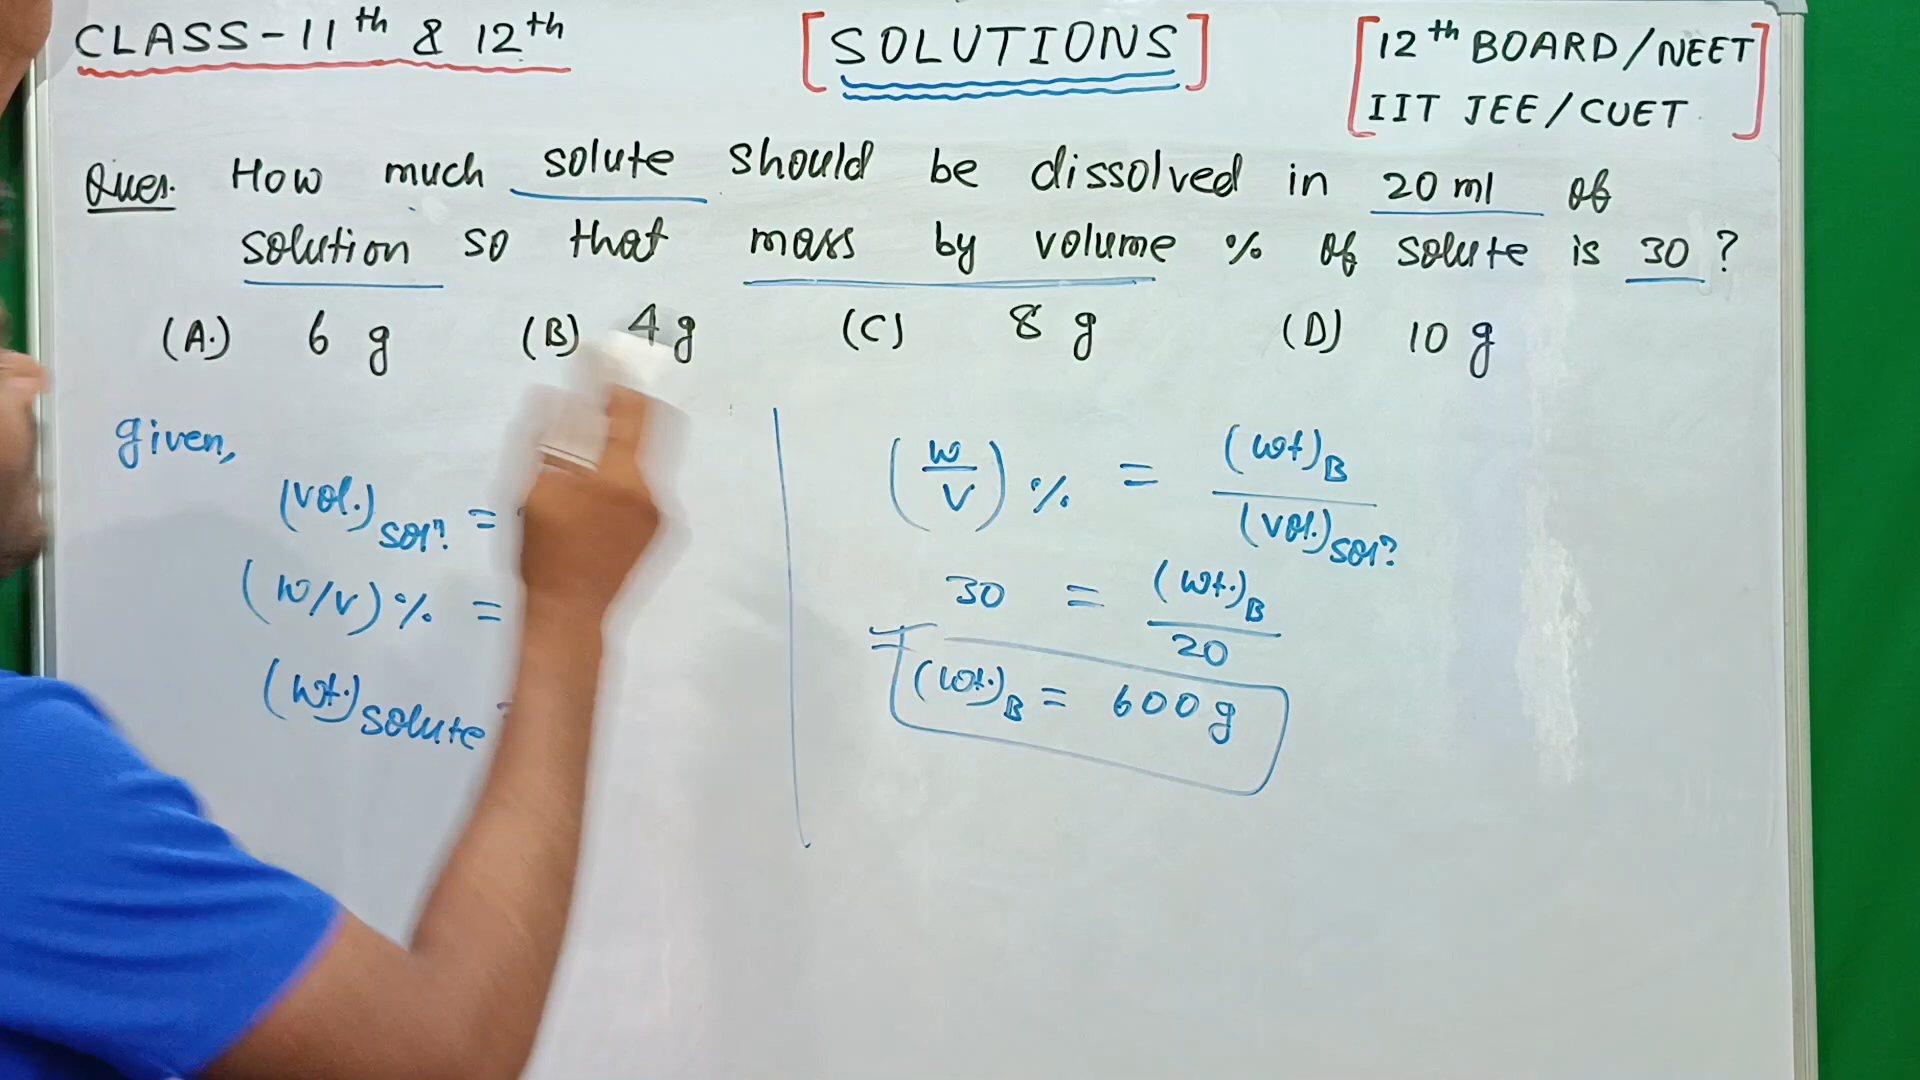 CLASS-11th & 12th
[SOLUTIONS]
[12th BOARD/NEET
IIT JEE/CUET]
Ques. How much solute should be dissolved in 20 ml of
solution so that mass by volume % of solute is 30 ?
(A.) 6 g (B) 4 g (C) 8 g (D) 10 g
given,
(vol.)soln =
(w/v)% =
(wt.)solute
(w/v)% = (wt)B/(vol.)soln
30 = (wt.)B/20
(wt.)B = 600 g